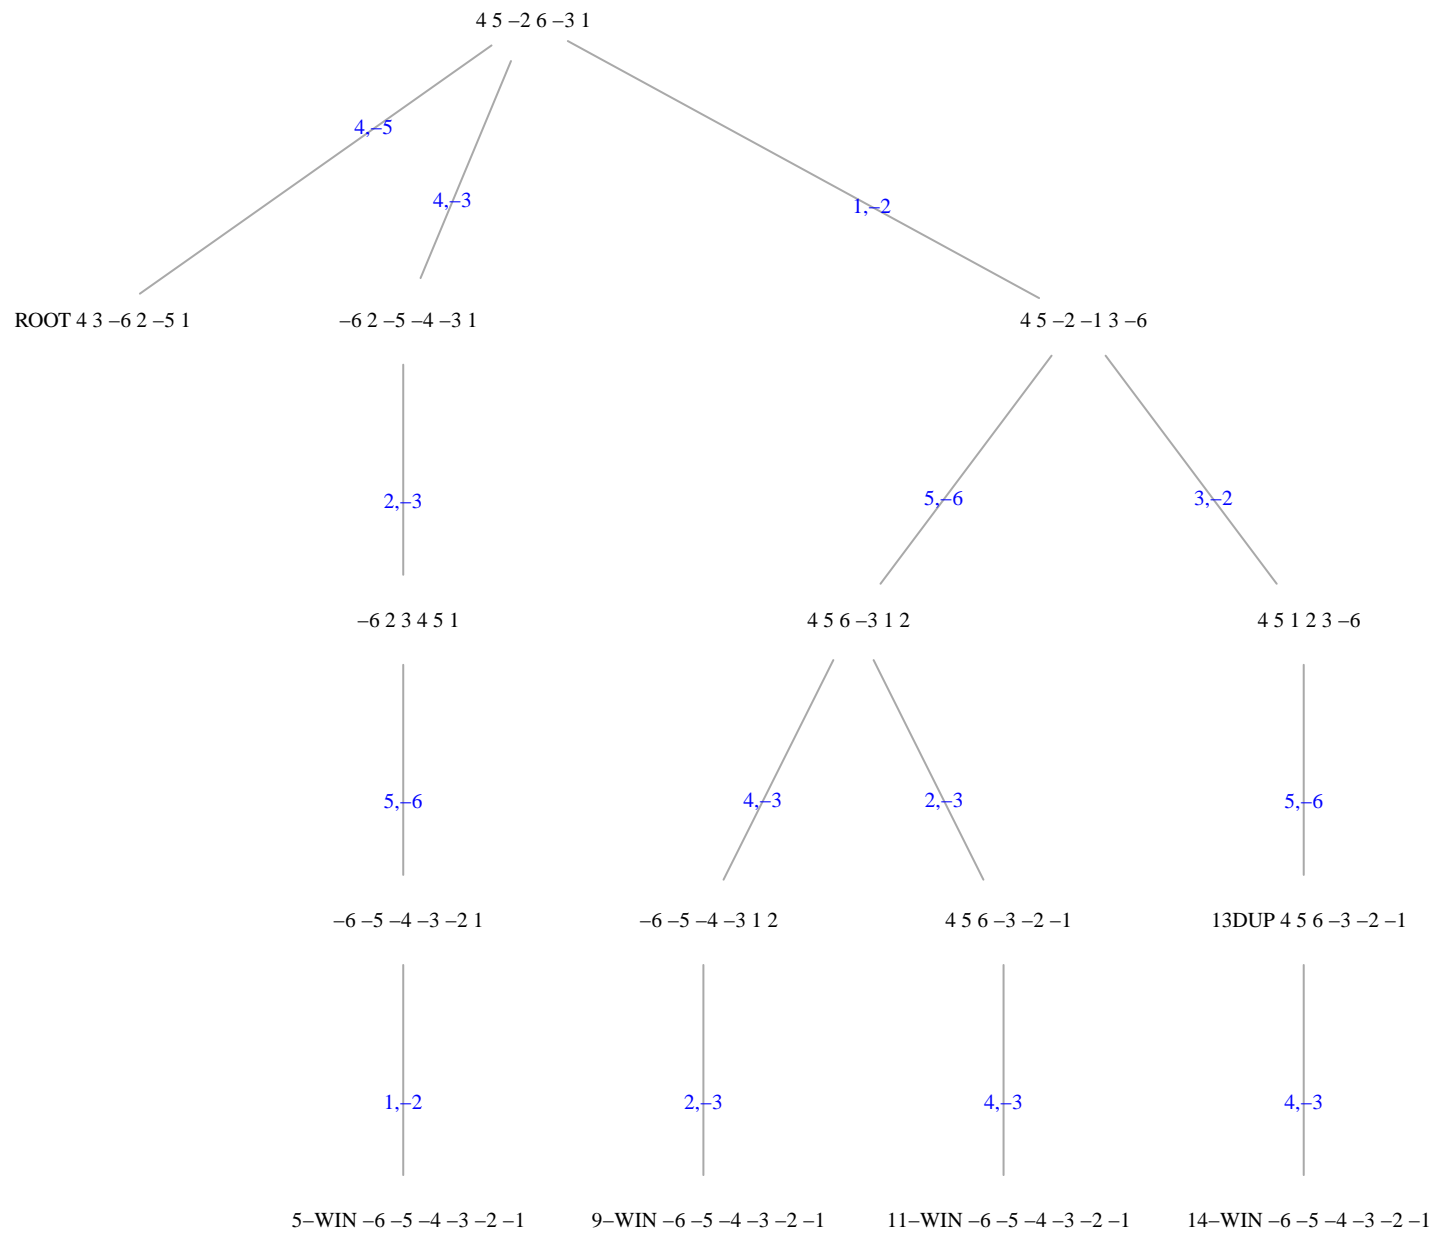 4 5 −2 6 −3 1
4,−5
4,−3
1,−2
ROOT 4 3 −6 2 −5 1
−6 2 −5 −4 −3 1
4 5 −2 −1 3 −6
2,−3
5,−6
3,−2
−6 2 3 4 5 1
4 5 6 −3 1 2
4 5 1 2 3 −6
5,−6
4,−3
2,−3
5,−6
−6 −5 −4 −3 −2 1
−6 −5 −4 −3 1 2
4 5 6 −3 −2 −1
13DUP 4 5 6 −3 −2 −1
1,−2
2,−3
4,−3
4,−3
5−WIN −6 −5 −4 −3 −2 −1
9−WIN −6 −5 −4 −3 −2 −1
11−WIN −6 −5 −4 −3 −2 −1
14−WIN −6 −5 −4 −3 −2 −1